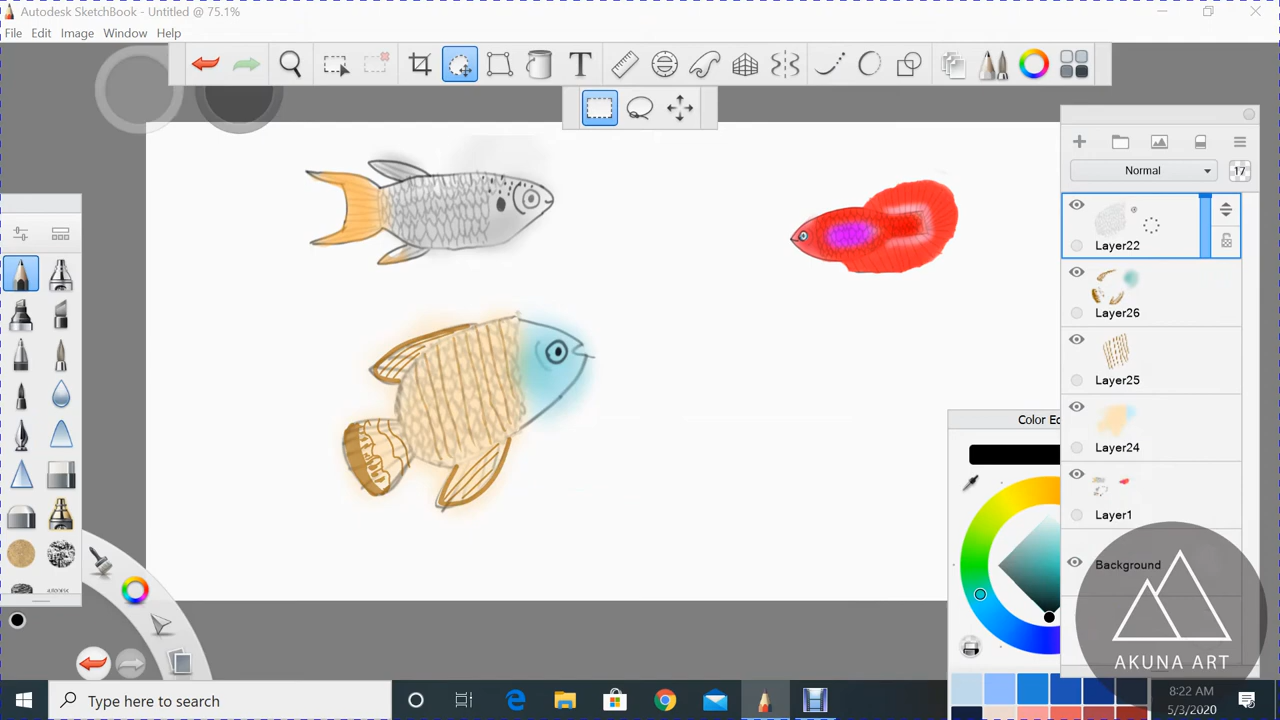 Autodesk SketchBook - Untitled @ 75.1%
File Edit Image Window Help
T
Normal
17
Layer22
Layer26
Layer25
Layer24
Layer1
Background
Color Ed
AKUNA ART
Type here to search
8:22 AM
5/3/2020